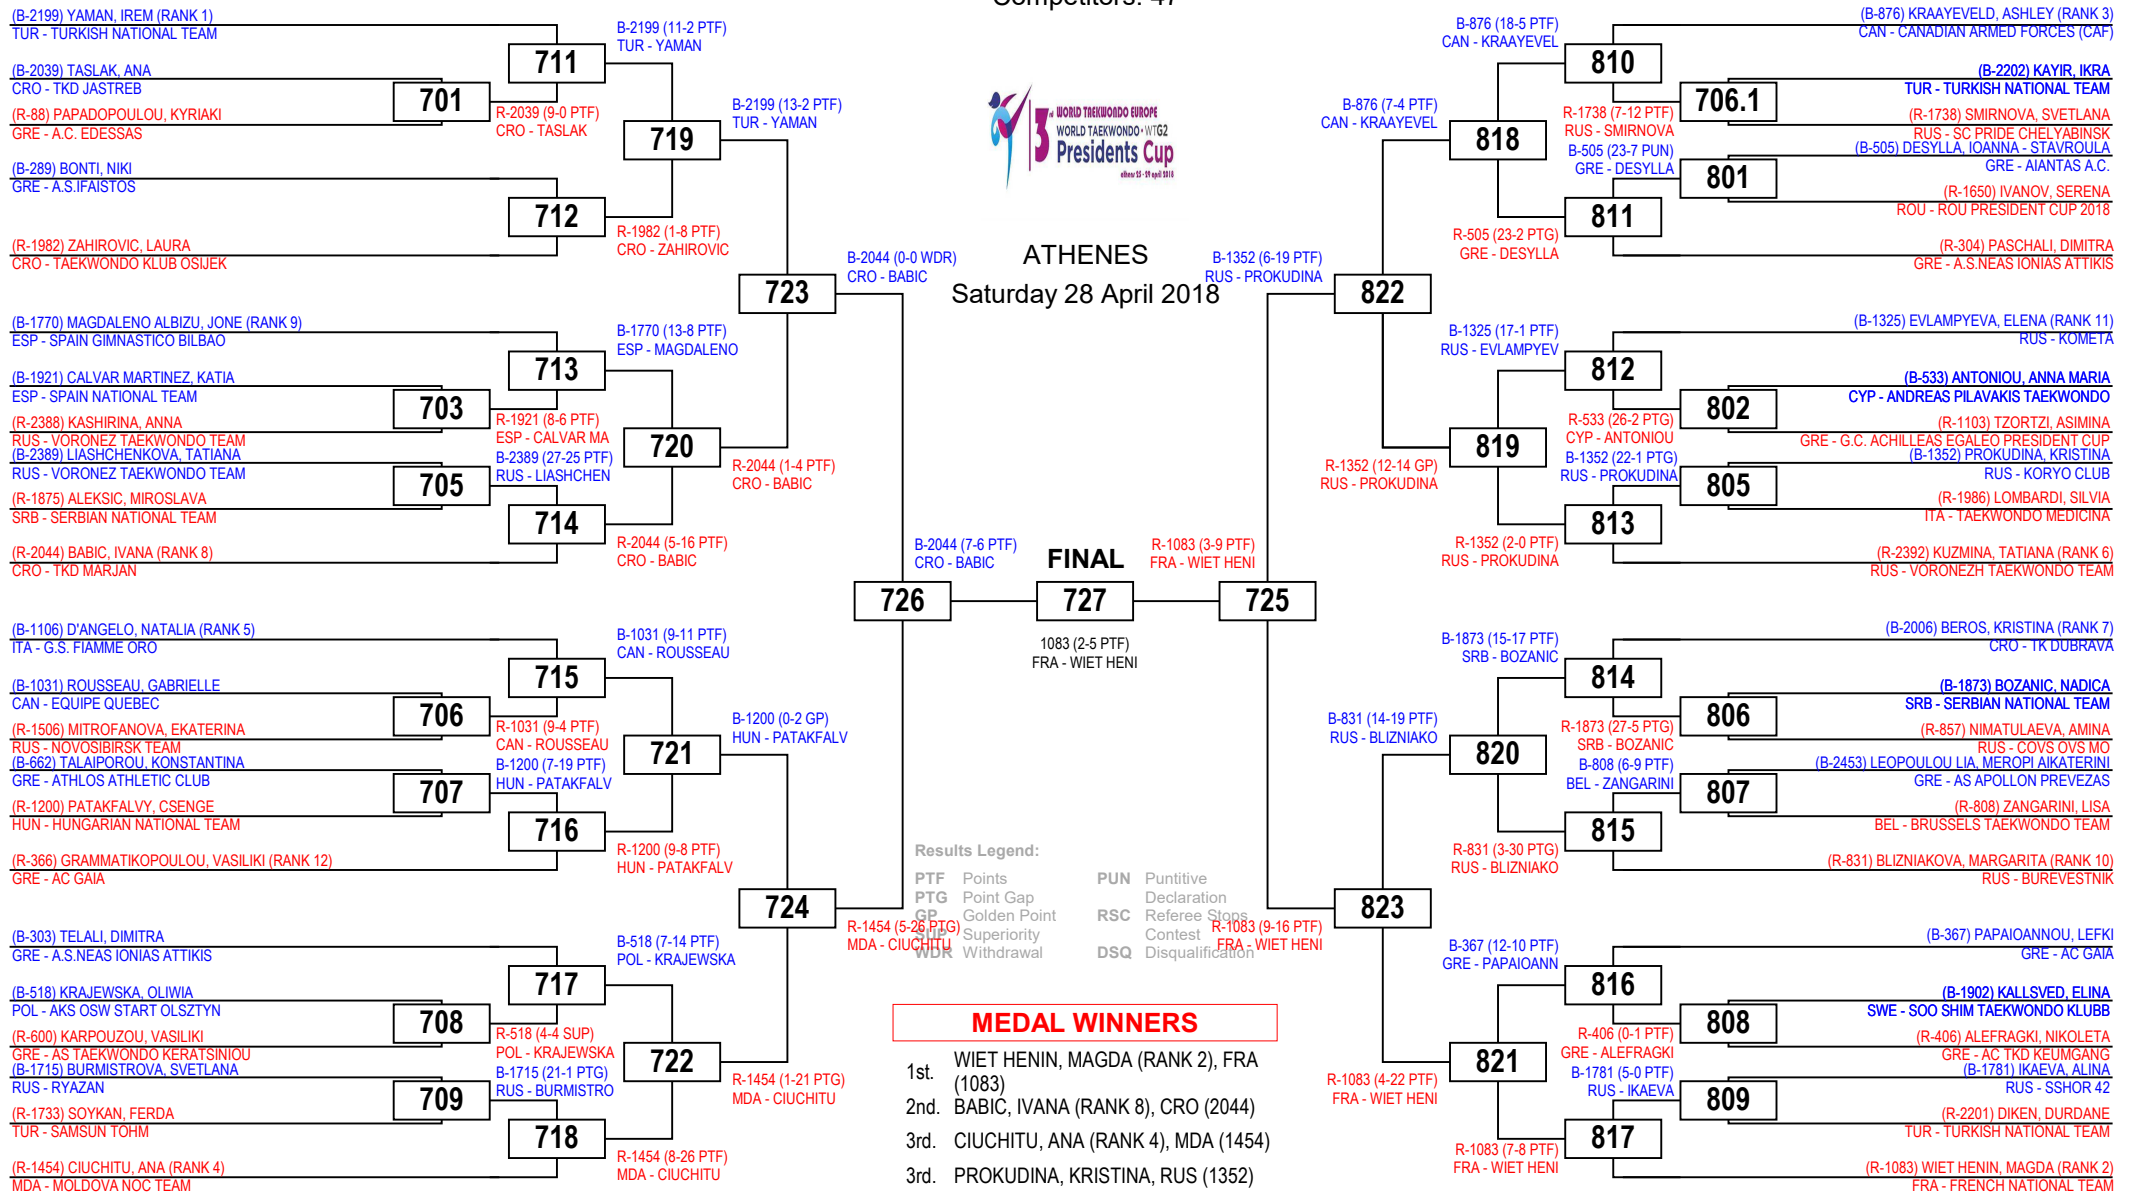 Competitors: 47
(B-2199) YAMAN, IREM (RANK 1)
TUR - TURKISH NATIONAL TEAM
(B-2039) TASLAK, ANA
CRO - TKD JASTREB
(R-88) PAPADOPOULOU, KYRIAKI
GRE - A.C. EDESSAS
(B-289) BONTI, NIKI
GRE - A.S.IFAISTOS
(R-1982) ZAHIROVIC, LAURA
CRO - TAEKWONDO KLUB OSIJEK
(B-1770) MAGDALENO ALBIZU, JONE (RANK 9)
ESP - SPAIN GIMNASTICO BILBAO
(B-1921) CALVAR MARTINEZ, KATIA
ESP - SPAIN NATIONAL TEAM
(R-2388) KASHIRINA, ANNA
RUS - VORONEZ TAEKWONDO TEAM
(B-2389) LIASHCHENKOVA, TATIANA
RUS - VORONEZ TAEKWONDO TEAM
(R-1875) ALEKSIC, MIROSLAVA
SRB - SERBIAN NATIONAL TEAM
(R-2044) BABIC, IVANA (RANK 8)
CRO - TKD MARJAN
(B-1106) D'ANGELO, NATALIA (RANK 5)
ITA - G.S. FIAMME ORO
(B-1031) ROUSSEAU, GABRIELLE
CAN - EQUIPE QUEBEC
(R-1506) MITROFANOVA, EKATERINA
RUS - NOVOSIBIRSK TEAM
(B-662) TALAIPOROU, KONSTANTINA
GRE - ATHLOS ATHLETIC CLUB
(R-1200) PATAKFALVY, CSENGE
HUN - HUNGARIAN NATIONAL TEAM
(R-366) GRAMMATIKOPOULOU, VASILIKI (RANK 12)
GRE - AC GAIA
(B-303) TELALI, DIMITRA
GRE - A.S.NEAS IONIAS ATTIKIS
(B-518) KRAJEWSKA, OLIWIA
POL - AKS OSW START OLSZTYN
(R-600) KARPOUZOU, VASILIKI
GRE - AS TAEKWONDO KERATSINIOU
(B-1715) BURMISTROVA, SVETLANA
RUS - RYAZAN
(R-1733) SOYKAN, FERDA
TUR - SAMSUN TOHM
(R-1454) CIUCHITU, ANA (RANK 4)
MDA - MOLDOVA NOC TEAM
701
703
705
706
707
708
709
R-2039 (9-0 PTF)
CRO - TASLAK
R-1921 (8-6 PTF)
ESP - CALVAR MA
B-2389 (27-25 PTF)
RUS - LIASHCHEN
R-1031 (9-4 PTF)
CAN - ROUSSEAU
B-1200 (7-19 PTF)
HUN - PATAKFALV
R-518 (4-4 SUP)
POL - KRAJEWSKA
B-1715 (21-1 PTG)
RUS - BURMISTRO
711
712
713
714
715
716
717
718
B-2199 (11-2 PTF)
TUR - YAMAN
R-1982 (1-8 PTF)
CRO - ZAHIROVIC
B-1770 (13-8 PTF)
ESP - MAGDALENO
R-2044 (5-16 PTF)
CRO - BABIC
B-1031 (9-11 PTF)
CAN - ROUSSEAU
R-1200 (9-8 PTF)
HUN - PATAKFALV
B-518 (7-14 PTF)
POL - KRAJEWSKA
R-1454 (8-26 PTF)
MDA - CIUCHITU
719
720
721
722
B-2199 (13-2 PTF)
TUR - YAMAN
R-2044 (1-4 PTF)
CRO - BABIC
B-1200 (0-2 GP)
HUN - PATAKFALV
R-1454 (1-21 PTG)
MDA - CIUCHITU
723
724
B-2044 (0-0 WDR)
CRO - BABIC
R-1454 (5-26 PTG)
MDA - CIUCHITU
726
B-2044 (7-6 PTF)
CRO - BABIC
3rd WORLD TAEKWONDO EUROPE
WORLD TAEKWONDO • WTG2
Presidents Cup
athens 25 - 29 april 2018
ATHENES
Saturday 28 April 2018
FINAL
727
1083 (2-5 PTF)
FRA - WIET HENI
R-1083 (3-9 PTF)
FRA - WIET HENI
725
B-1352 (6-19 PTF)
RUS - PROKUDINA
R-1083 (9-16 PTF)
FRA - WIET HENI
822
823
B-876 (7-4 PTF)
CAN - KRAAYEVEL
R-1352 (12-14 GP)
RUS - PROKUDINA
B-831 (14-19 PTF)
RUS - BLIZNIAKO
R-1083 (4-22 PTF)
FRA - WIET HENI
818
819
820
821
B-876 (18-5 PTF)
CAN - KRAAYEVEL
R-505 (23-2 PTG)
GRE - DESYLLA
B-1325 (17-1 PTF)
RUS - EVLAMPYEV
R-1352 (2-0 PTF)
RUS - PROKUDINA
B-1873 (15-17 PTF)
SRB - BOZANIC
R-831 (3-30 PTG)
RUS - BLIZNIAKO
B-367 (12-10 PTF)
GRE - PAPAIOANN
R-1083 (7-8 PTF)
FRA - WIET HENI
810
811
812
813
814
815
816
817
R-1738 (7-12 PTF)
RUS - SMIRNOVA
B-505 (23-7 PUN)
GRE - DESYLLA
R-533 (26-2 PTG)
CYP - ANTONIOU
B-1352 (22-1 PTG)
RUS - PROKUDINA
R-1873 (27-5 PTG)
SRB - BOZANIC
B-808 (6-9 PTF)
BEL - ZANGARINI
R-406 (0-1 PTF)
GRE - ALEFRAGKI
B-1781 (5-0 PTF)
RUS - IKAEVA
706.1
801
802
805
806
807
808
809
(B-876) KRAAYEVELD, ASHLEY (RANK 3)
CAN - CANADIAN ARMED FORCES (CAF)
(B-2202) KAYIR, IKRA
TUR - TURKISH NATIONAL TEAM
(R-1738) SMIRNOVA, SVETLANA
RUS - SC PRIDE CHELYABINSK
(B-505) DESYLLA, IOANNA - STAVROULA
GRE - AIANTAS A.C.
(R-1650) IVANOV, SERENA
ROU - ROU PRESIDENT CUP 2018
(R-304) PASCHALI, DIMITRA
GRE - A.S.NEAS IONIAS ATTIKIS
(B-1325) EVLAMPYEVA, ELENA (RANK 11)
RUS - KOMETA
(B-533) ANTONIOU, ANNA MARIA
CYP - ANDREAS PILAVAKIS TAEKWONDO
(R-1103) TZORTZI, ASIMINA
GRE - G.C. ACHILLEAS EGALEO PRESIDENT CUP
(B-1352) PROKUDINA, KRISTINA
RUS - KORYO CLUB
(R-1986) LOMBARDI, SILVIA
ITA - TAEKWONDO MEDICINA
(R-2392) KUZMINA, TATIANA (RANK 6)
RUS - VORONEZH TAEKWONDO TEAM
(B-2006) BEROS, KRISTINA (RANK 7)
CRO - TK DUBRAVA
(B-1873) BOZANIC, NADICA
SRB - SERBIAN NATIONAL TEAM
(R-857) NIMATULAEVA, AMINA
RUS - COVS OVS MO
(B-2453) LEOPOULOU LIA, MEROPI AIKATERINI
GRE - AS APOLLON PREVEZAS
(R-808) ZANGARINI, LISA
BEL - BRUSSELS TAEKWONDO TEAM
(R-831) BLIZNIAKOVA, MARGARITA (RANK 10)
RUS - BUREVESTNIK
(B-367) PAPAIOANNOU, LEFKI
GRE - AC GAIA
(B-1902) KALLSVED, ELINA
SWE - SOO SHIM TAEKWONDO KLUBB
(R-406) ALEFRAGKI, NIKOLETA
GRE - AC TKD KEUMGANG
(B-1781) IKAEVA, ALINA
RUS - SSHOR 42
(R-2201) DIKEN, DURDANE
TUR - TURKISH NATIONAL TEAM
(R-1083) WIET HENIN, MAGDA (RANK 2)
FRA - FRENCH NATIONAL TEAM
Results Legend:
PTF Points
PTG Point Gap
GP Golden Point
SUP Superiority
WDR Withdrawal
PUN Puntitive
Declaration
RSC Referee Stops
Contest
DSQ Disqualification
MEDAL WINNERS
1st. WIET HENIN, MAGDA (RANK 2), FRA
(1083)
2nd. BABIC, IVANA (RANK 8), CRO (2044)
3rd. CIUCHITU, ANA (RANK 4), MDA (1454)
3rd. PROKUDINA, KRISTINA, RUS (1352)